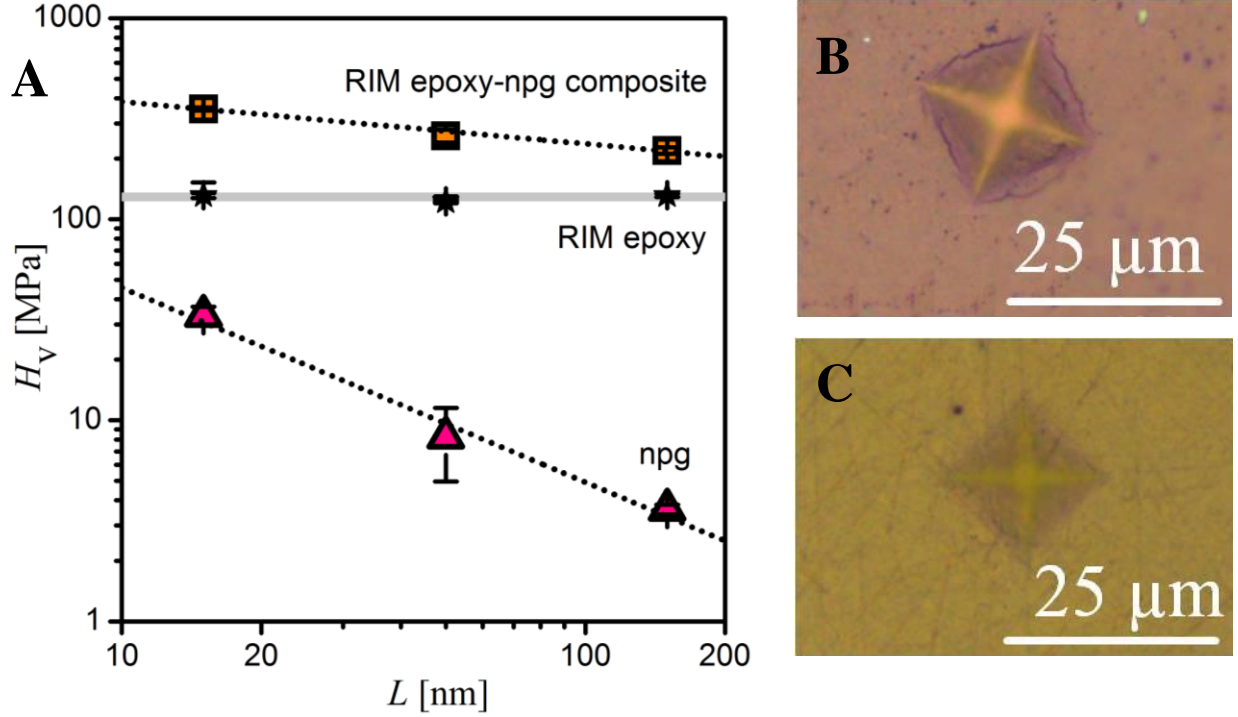 A
1000
100
10
1
H_V [MPa]
RIM epoxy-npg composite
RIM epoxy
npg
10
20
100
200
L [nm]
B
25 µm
C
25 µm